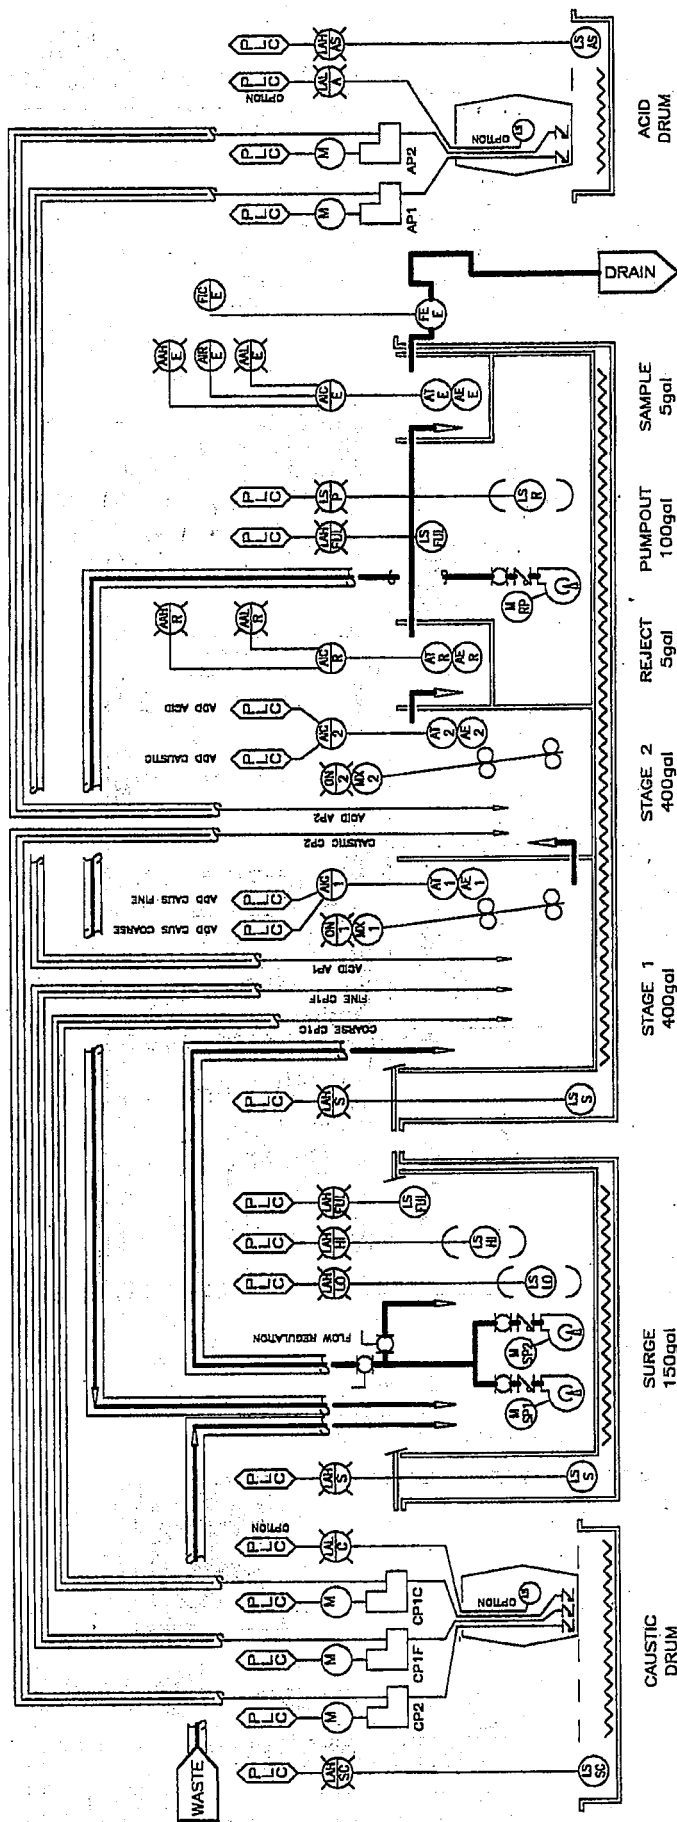 WASTE
PLC
LAH
SC
LS
SC
PLC
M
CP2
PLC
M
CP1F
PLC
M
CP1C
PLC
OPTION
LAL
C
OPTION
LS
CAUSTIC
DRUM
PLC
LAH
S
LS
S
M
SP1
M
SP2
FLOW REGULATION
PLC
LAH
LO
LS
LO
PLC
LAH
HI
LS
HI
PLC
LAH
FUL
LS
FUL
SURGE
150gal
PLC
LAH
S
LS
S
COARSE CP1C
FINE CP1F
ACID AP1
ON
1
MX
1
PLC
ADD CAUS COARSE
PLC
ADD CAUS FINE
AIC
1
AT
1
AE
1
STAGE 1
400gal
CAUSTIC CP2
ACID AP2
ON
2
MX
2
PLC
ADD CAUSTIC
PLC
ADD ACID
AIC
2
AT
2
AE
2
STAGE 2
400gal
AAH
R
AAL
R
AIC
R
AT
R
AE
R
REJECT
5gal
M
RP
PLC
LAH
FUL
LS
FUL
PLC
LS
P
LS
R
PUMPOUT
100gal
AAH
E
AIR
E
AAL
E
AIC
E
AT
E
AE
E
SAMPLE
5gal
FIC
E
FE
E
DRAIN
PLC
M
AP1
PLC
M
AP2
PLC
OPTION
LAL
A
OPTION
LS
PLC
LAH
AS
LS
AS
ACID
DRUM